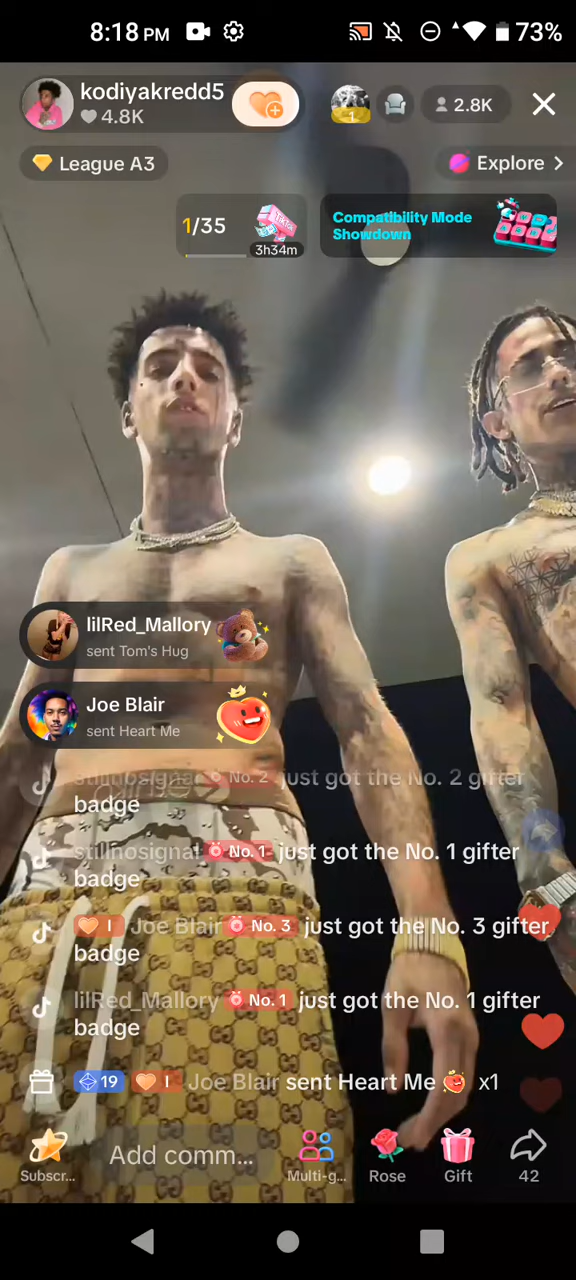 8:18 PM
73%
kodiyakredd5
4.8K
1
2.8K
League A3
Explore >
1/35
TikTok
3h34m
Compatibility Mode
Showdown
lilRed_Mallory
sent Tom's Hug
Joe Blair
sent Heart Me
stillnosignal No. 2 just got the No. 2 gifter
badge
stillnosignal No. 1 just got the No. 1 gifter
badge
I Joe Blair No. 3 just got the No. 3 gifter
badge
lilRed_Mallory No. 1 just got the No. 1 gifter
badge
19 I Joe Blair sent Heart Me x1
Subscr...
Add comm...
Multi-g...
Rose
Gift
42